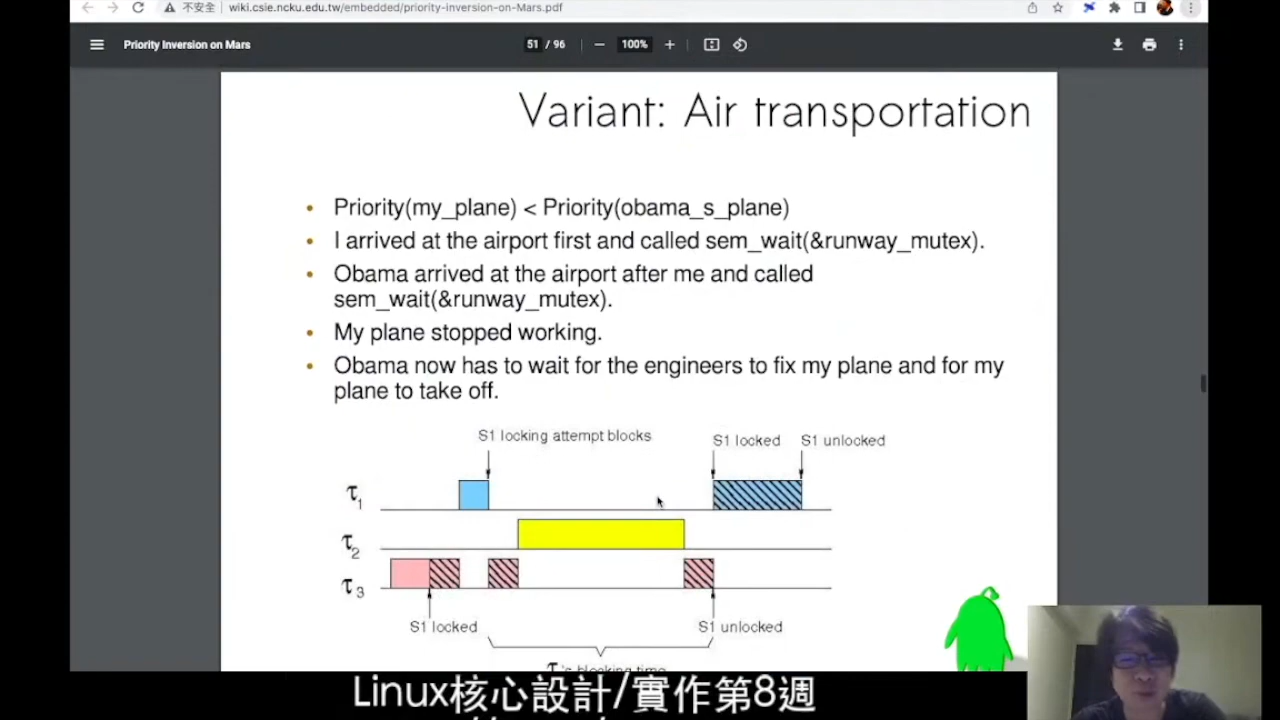 不安全 wiki.csie.ncku.edu.tw/embedded/priority-inversion-on-Mars.pdf
Priority Inversion on Mars 51 / 96 100%
Variant: Air transportation
• Priority(my_plane) < Priority(obama_s_plane)
• I arrived at the airport first and called sem_wait(&runway_mutex).
• Obama arrived at the airport after me and called
sem_wait(&runway_mutex).
• My plane stopped working.
• Obama now has to wait for the engineers to fix my plane and for my
plane to take off.
S1 locking attempt blocks S1 locked S1 unlocked
τ1
τ2
τ3
S1 locked S1 unlocked
's blocking time
Linux核心設計/實作第8週